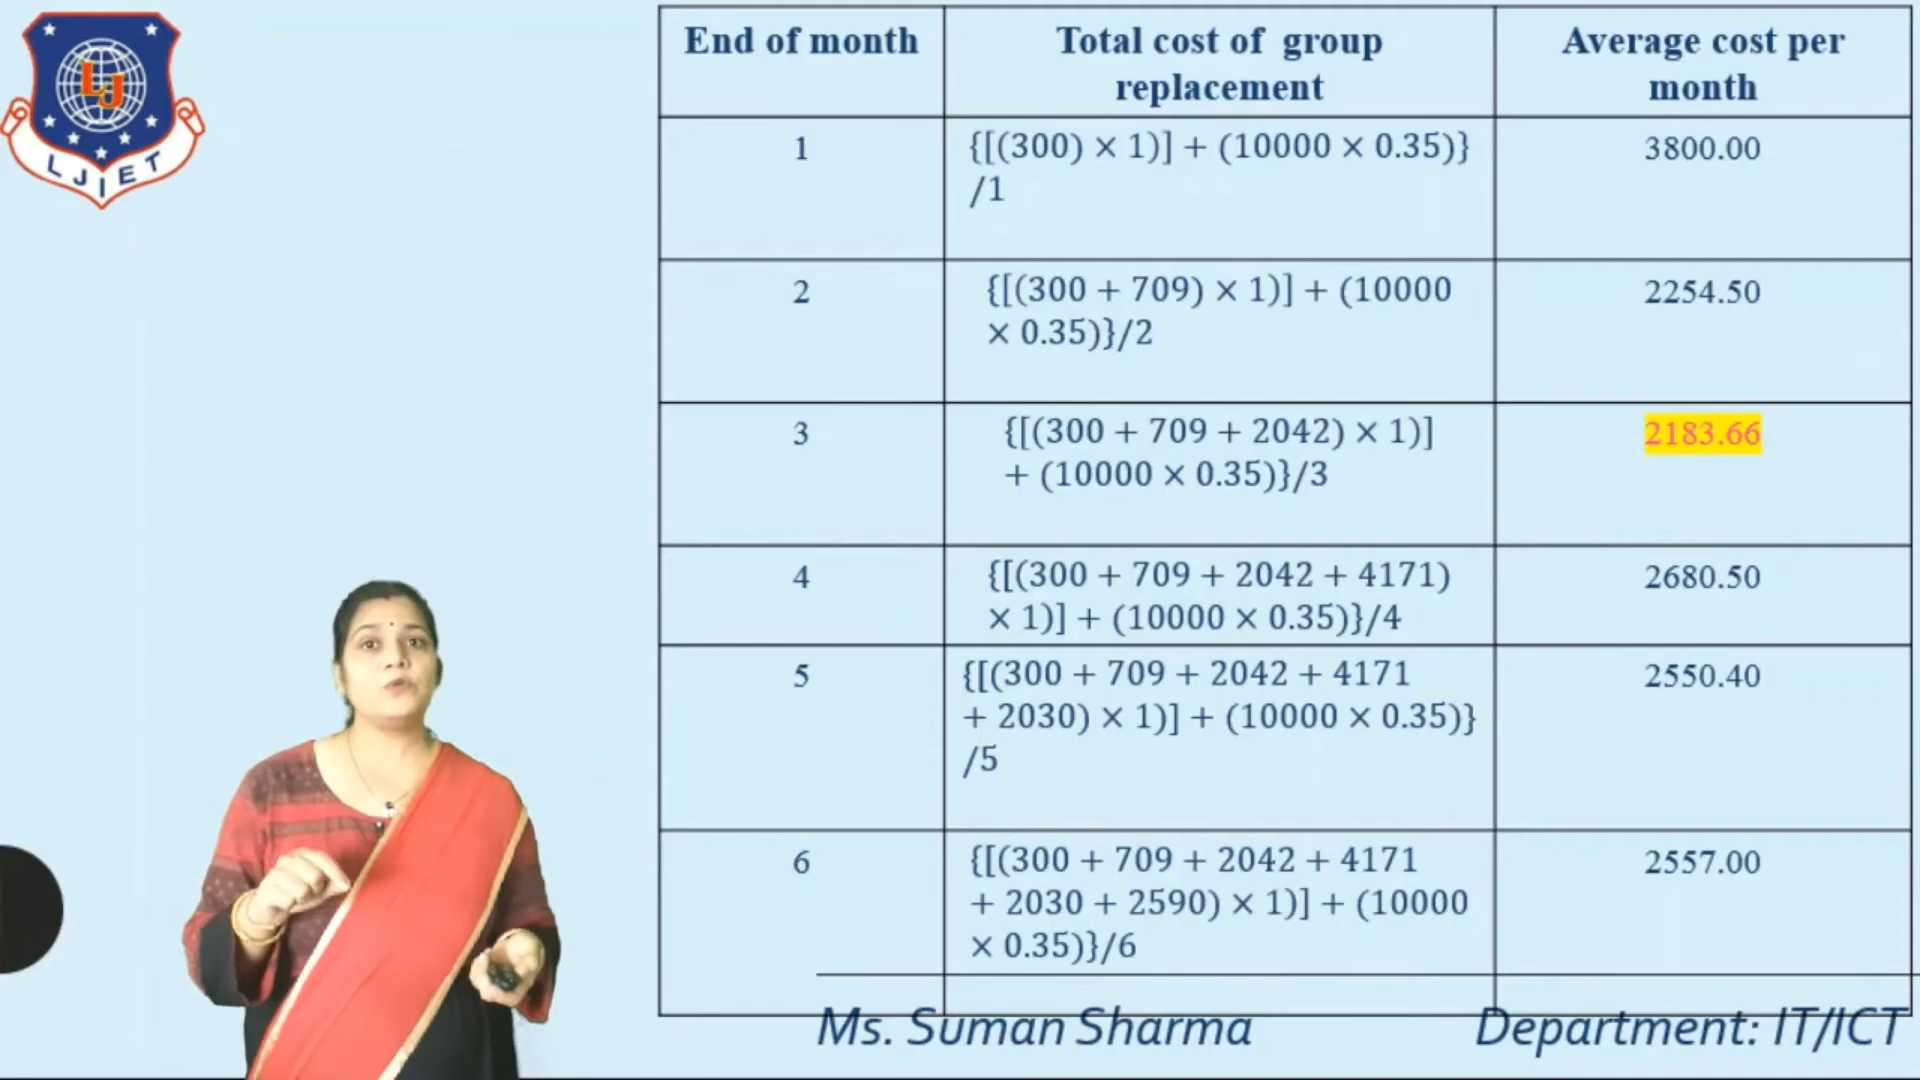 LJ
LJIET
End of month
Total cost of group
replacement
Average cost per
month
1
{[(300) × 1)] + (10000 × 0.35)}
/1
3800.00
2
{[(300 + 709) × 1)] + (10000
× 0.35)}/2
2254.50
3
{[(300 + 709 + 2042) × 1)]
+ (10000 × 0.35)}/3
2183.66
4
{[(300 + 709 + 2042 + 4171)
× 1)] + (10000 × 0.35)}/4
2680.50
5
{[(300 + 709 + 2042 + 4171
+ 2030) × 1)] + (10000 × 0.35)}
/5
2550.40
6
{[(300 + 709 + 2042 + 4171
+ 2030 + 2590) × 1)] + (10000
× 0.35)}/6
2557.00
Ms. Suman Sharma
Department: IT/ICT